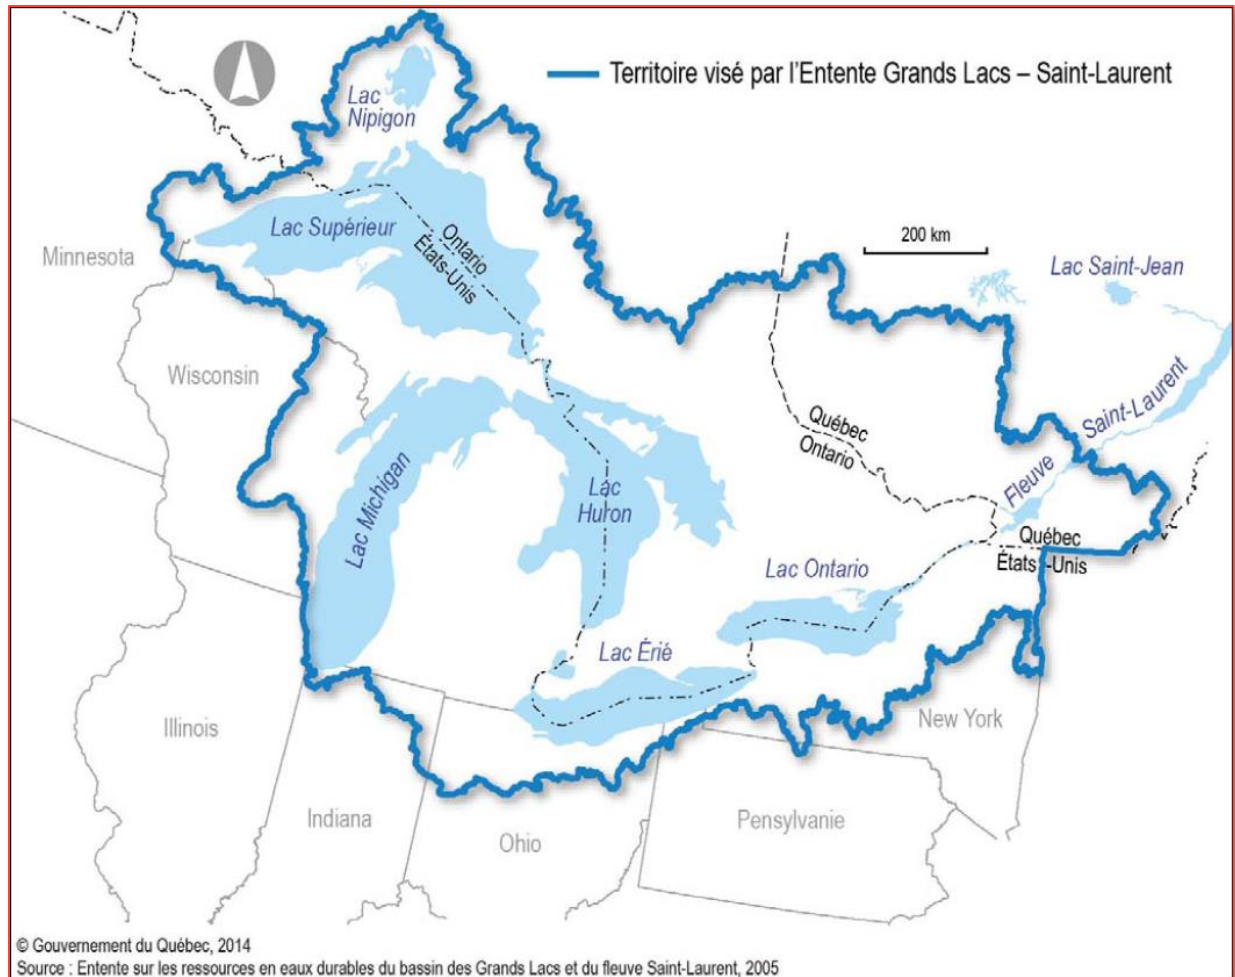 Territoire visé par l'Entente Grands Lacs – Saint-Laurent
Lac
Nipigon
Lac Supérieur
Ontario
États-Unis
200 km
Lac Saint-Jean
Minnesota
Wisconsin
Saint-Laurent
Fleuve
Québec
Ontario
Lac Michigan
Lac
Huron
Québec
États-Unis
Lac Ontario
Lac Érié
New York
Illinois
Indiana
Ohio
Pensylvanie
© Gouvernement du Québec, 2014
Source : Entente sur les ressources en eaux durables du bassin des Grands Lacs et du fleuve Saint-Laurent, 2005